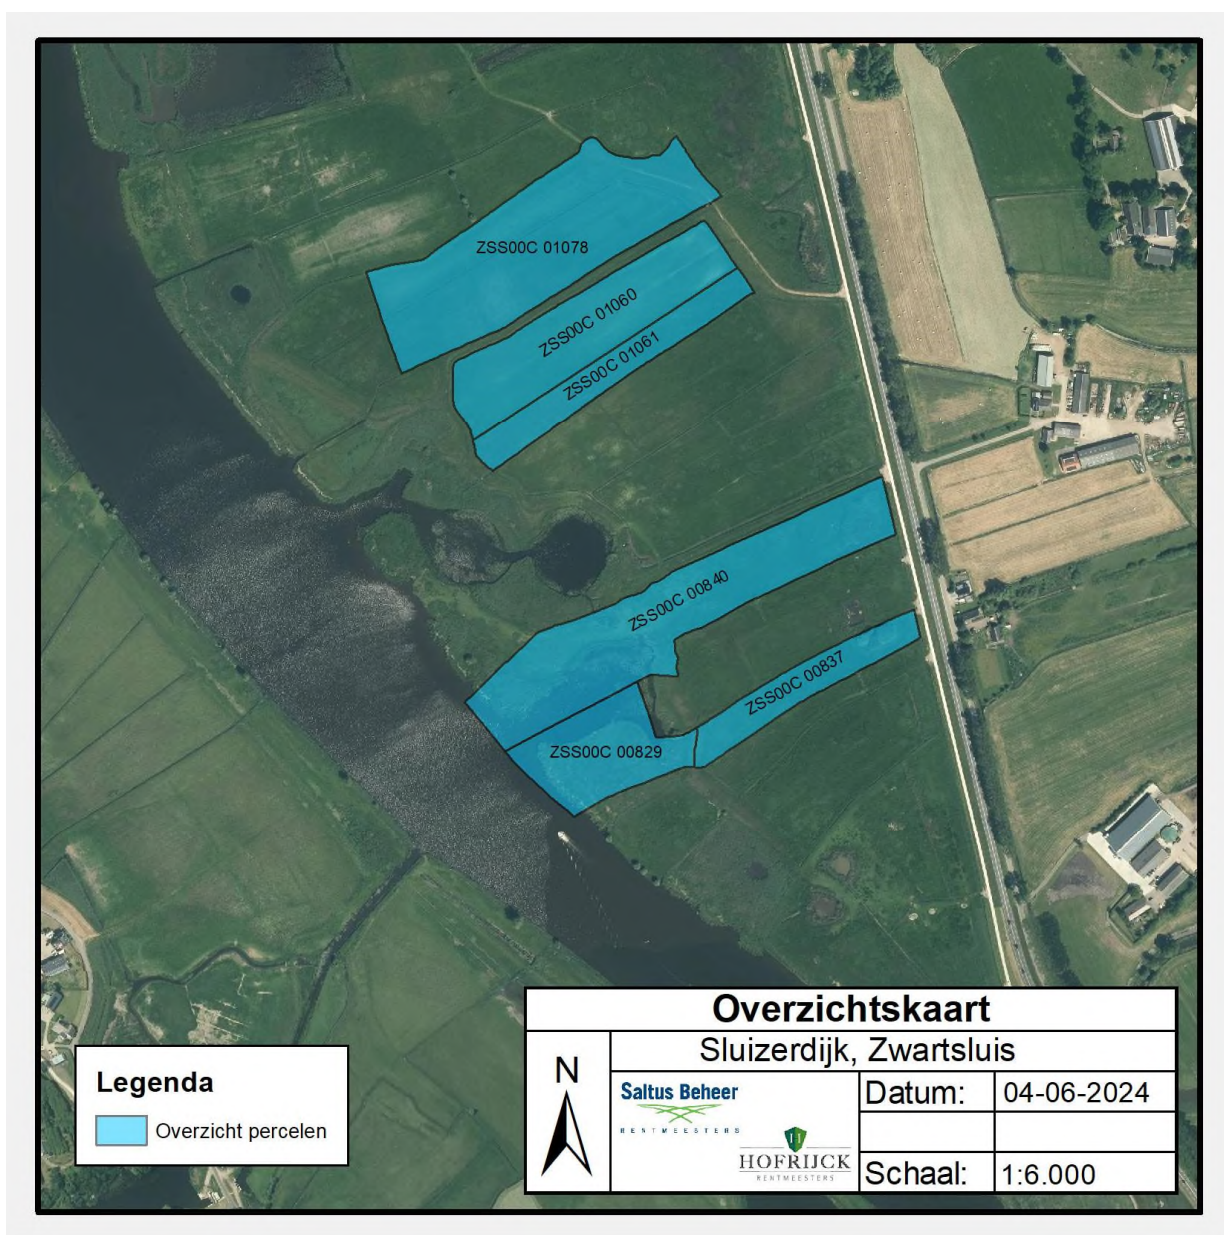 ZSS00C 01078
ZSS00C 01060
ZSS00C 01061
ZSS00C 00840
ZSS00C 00837
ZSS00C 00829
Overzichtskaart
Sluizerdijk, Zwartsluis
N
Saltus Beheer
RENTMEESTERS
HOFRIJCK
RENTMEESTERS
Datum: 04-06-2024
Schaal: 1:6.000
Legenda
Overzicht percelen